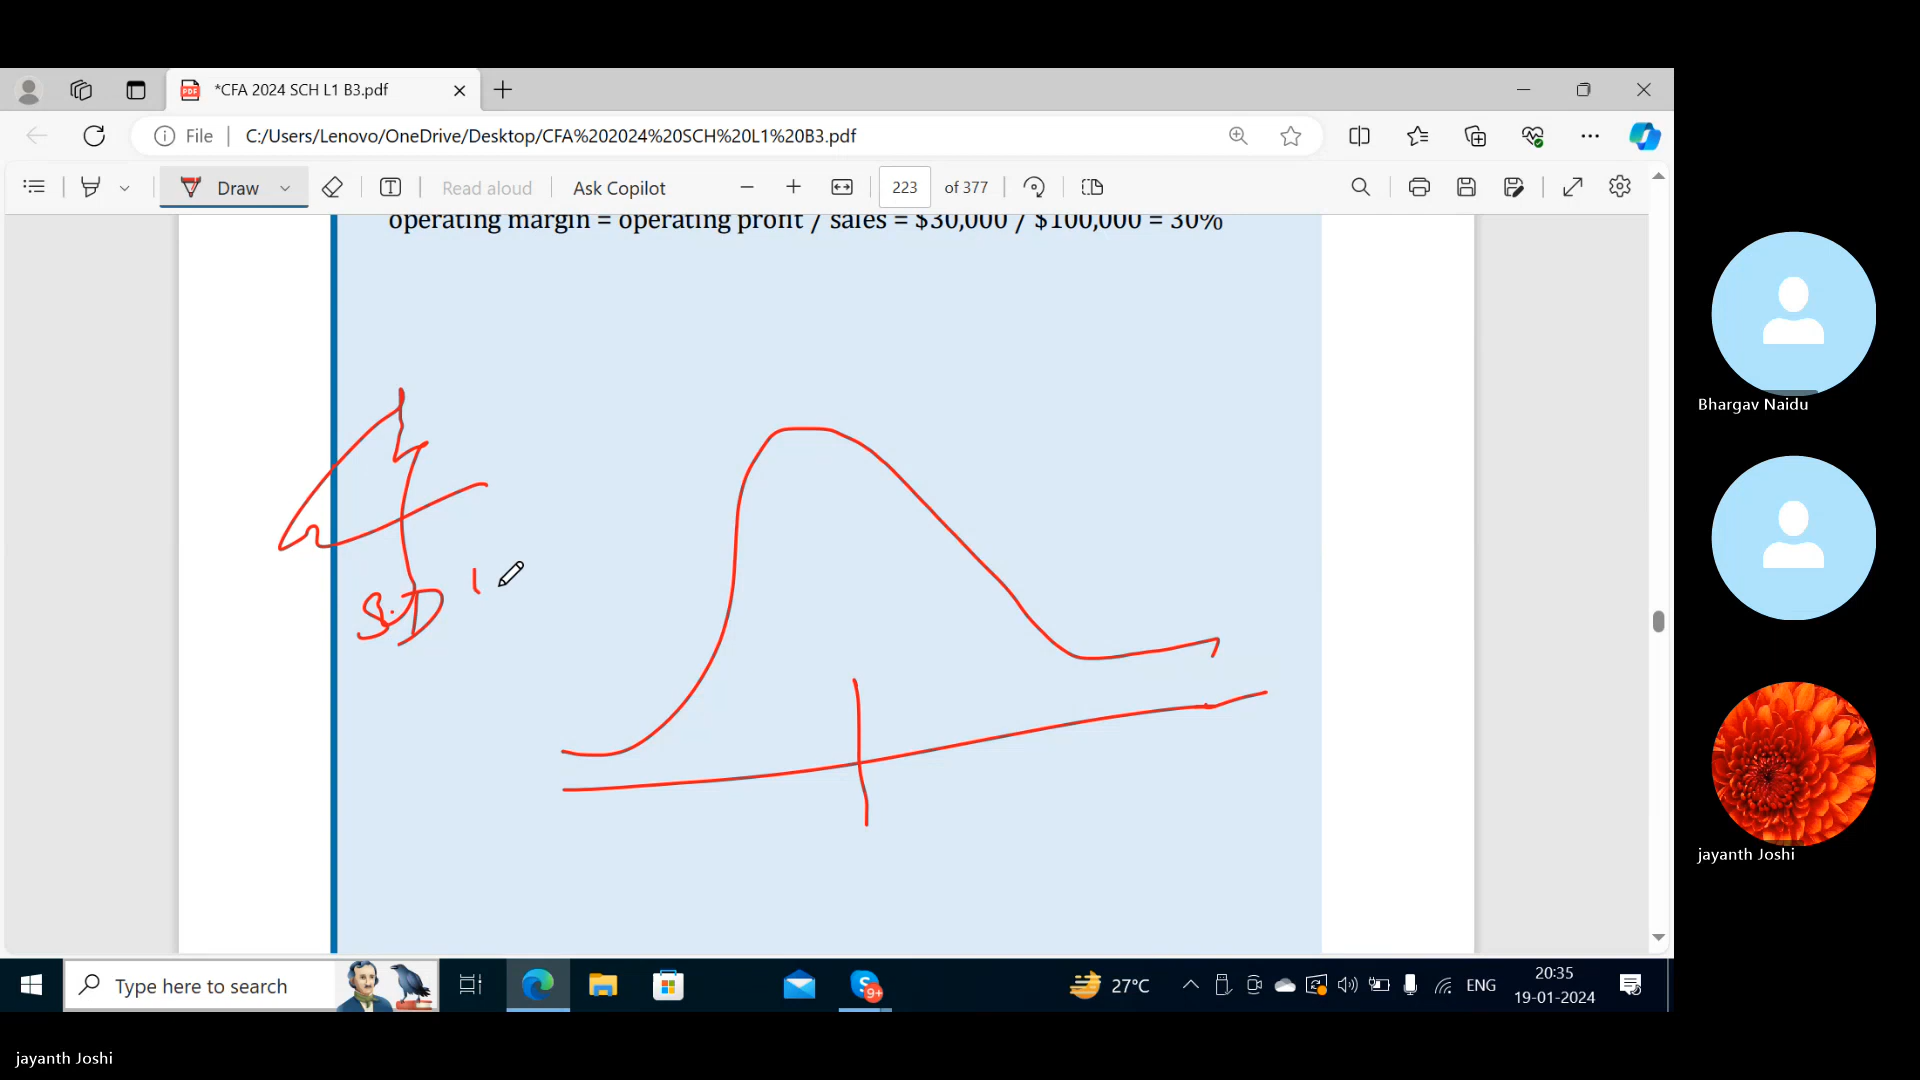 *CFA 2024 SCH L1 B3.pdf
File
C:/Users/Lenovo/OneDrive/Desktop/CFA%202024%20SCH%20L1%20B3.pdf
Draw
Read aloud
Ask Copilot
223 of 377
operating margin = operating profit / sales = $30,000 / $100,000 = 30%
S.D 1
Bhargav Naidu
jayanth Joshi
Type here to search
9+
27°C
ENG
20:35
19-01-2024
jayanth Joshi